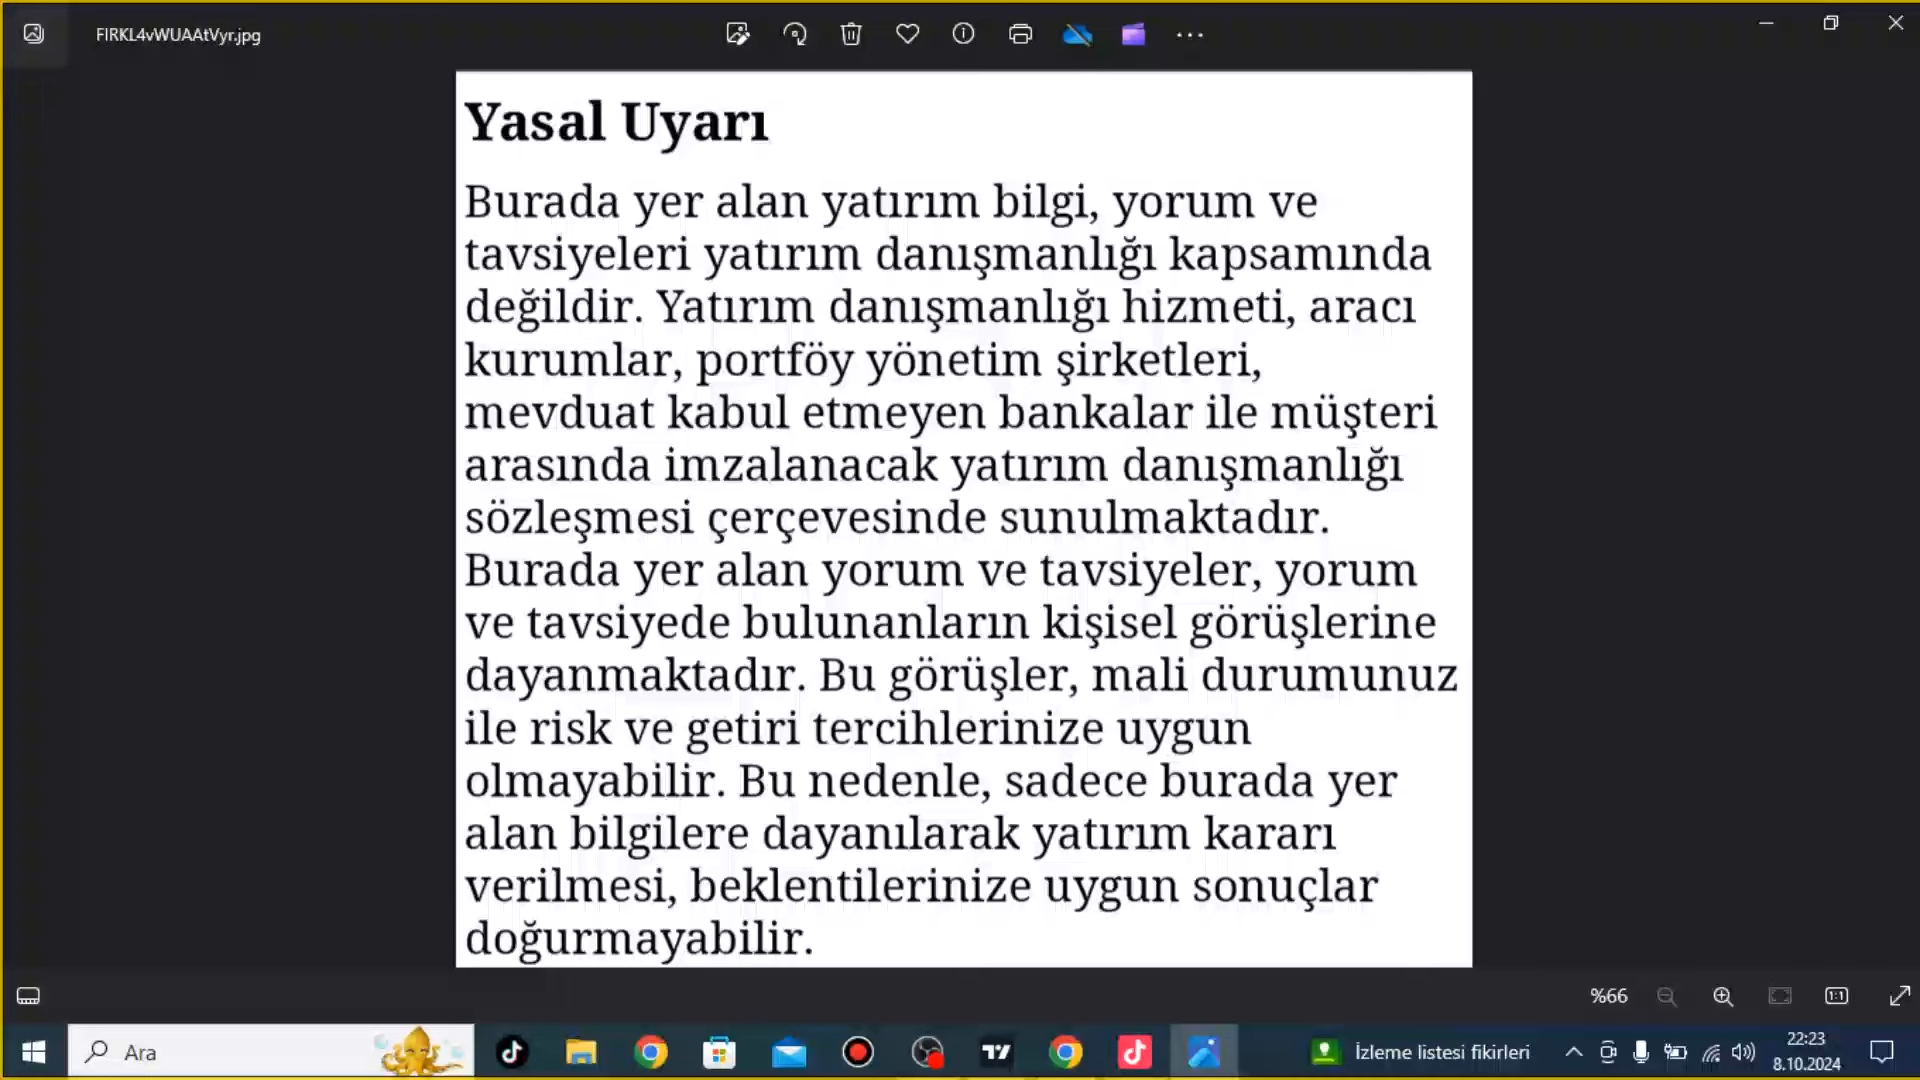 FIRKL4vWUAAtVyr.jpg
Yasal Uyarı
Burada yer alan yatırım bilgi, yorum ve
tavsiyeleri yatırım danışmanlığı kapsamında
değildir. Yatırım danışmanlığı hizmeti, aracı
kurumlar, portföy yönetim şirketleri,
mevduat kabul etmeyen bankalar ile müşteri
arasında imzalanacak yatırım danışmanlığı
sözleşmesi çerçevesinde sunulmaktadır.
Burada yer alan yorum ve tavsiyeler, yorum
ve tavsiyede bulunanların kişisel görüşlerine
dayanmaktadır. Bu görüşler, mali durumunuz
ile risk ve getiri tercihlerinize uygun
olmayabilir. Bu nedenle, sadece burada yer
alan bilgilere dayanılarak yatırım kararı
verilmesi, beklentilerinize uygun sonuçlar
doğurmayabilir.
%66
1:1
Ara
İzleme listesi fikirleri
22:23
8.10.2024